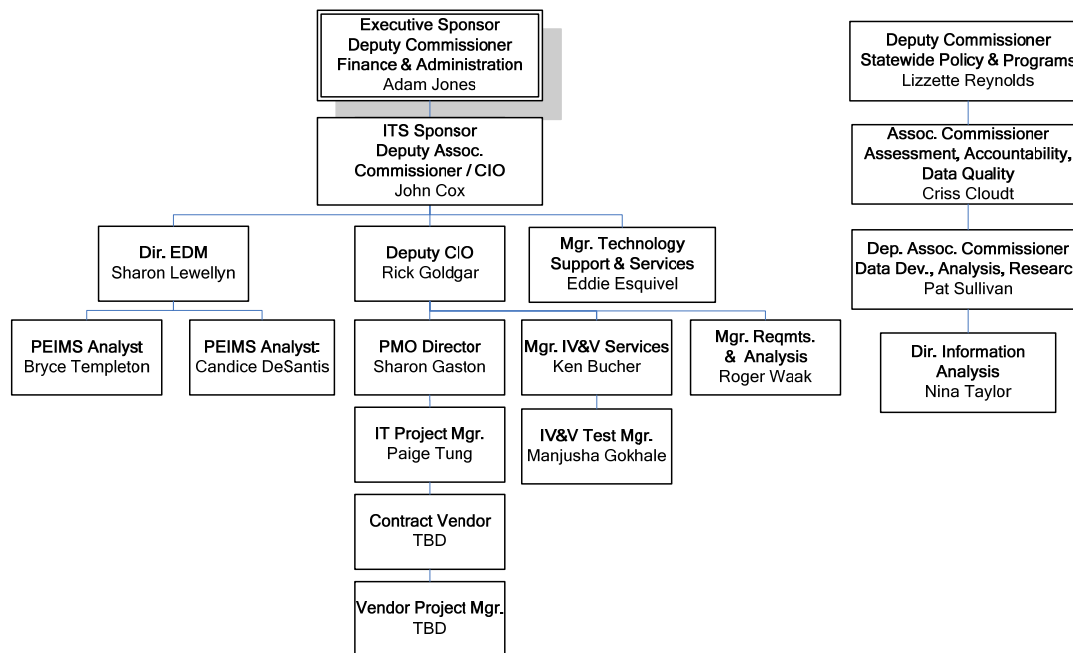 Executive Sponsor
Deputy Commissioner
Finance & Administration
Adam Jones
Deputy Commissioner
Statewide Policy & Programs
Lizzette Reynolds
ITS Sponsor
Deputy Assoc.
Commissioner / CIO
John Cox
Assoc. Commissioner
Assessment, Accountability,
Data Quality
Criss Cloudt
Dir. EDM
Sharon Lewellyn
Deputy CIO
Rick Goldgar
Mgr. Technology
Support & Services
Eddie Esquivel
Dep. Assoc. Commissioner
Data Dev., Analysis, Research
Pat Sullivan
PEIMS Analyst
Bryce Templeton
PEIMS Analyst
Candice DeSantis
PMO Director
Sharon Gaston
Mgr. IV&V Services
Ken Bucher
Mgr. Reqmts.
& Analysis
Roger Waak
Dir. Information
Analysis
Nina Taylor
IT Project Mgr.
Paige Tung
IV&V Test Mgr.
Manjusha Gokhale
Contract Vendor
TBD
Vendor Project Mgr.
TBD